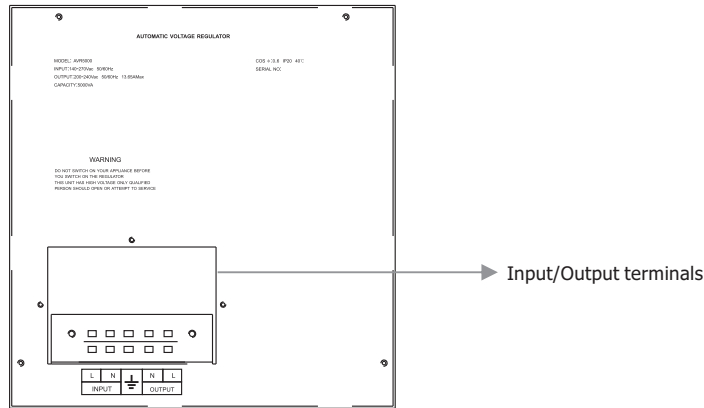 AUTOMATIC VOLTAGE REGULATOR
MODEL: AVR5000
INPUT:140~270Vac 50/60Hz
OUTPUT:200~240Vac 50/60Hz 13.65AMax
CAPACITY:5000VA
IP20 40℃
SERIAL NO:
WARNING
DO NOT SWITCH ON YOUR APPLIANCE BEFORE
YOU SWITCH ON THE REGULATOR
THIS UNIT HAS HIGH VOLTAGE ONLY QUALIFIED
PERSON SHOULD OPEN OR ATTEMPT TO SERVICE
Input/Output terminals
L N N L
INPUT OUTPUT